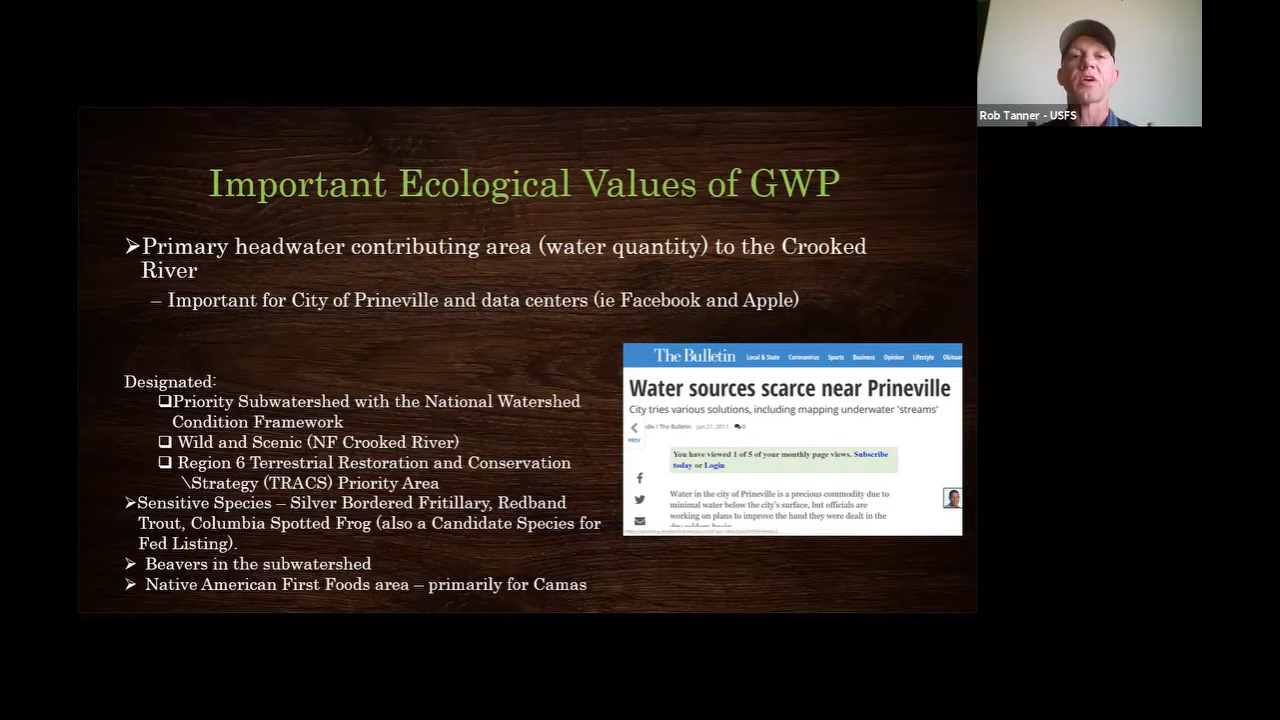 Rob Tanner - USFS
Important Ecological Values of GWP
➢Primary headwater contributing area (water quantity) to the Crooked
River
– Important for City of Prineville and data centers (ie Facebook and Apple)
Designated:
❑Priority Subwatershed with the National Watershed
Condition Framework
❑ Wild and Scenic (NF Crooked River)
❑ Region 6 Terrestrial Restoration and Conservation
\Strategy (TRACS) Priority Area
➢Sensitive Species – Silver Bordered Fritillary, Redband
Trout, Columbia Spotted Frog (also a Candidate Species for
Fed Listing).
➢ Beavers in the subwatershed
➢ Native American First Foods area – primarily for Camas
The Bulletin Local & State Coronavirus Sports Business Opinion Lifestyle Obituar
Water sources scarce near Prineville
City tries various solutions, including mapping underwater 'streams'
/ The Bulletin Jan 21, 2011 0
PREV
You have viewed 1 of 5 of your monthly page views. Subscribe
today or Login
Water in the city of Prineville is a precious commodity due to
minimal water below the city's surface, but officials are
working on plans to improve the hand they were dealt in the